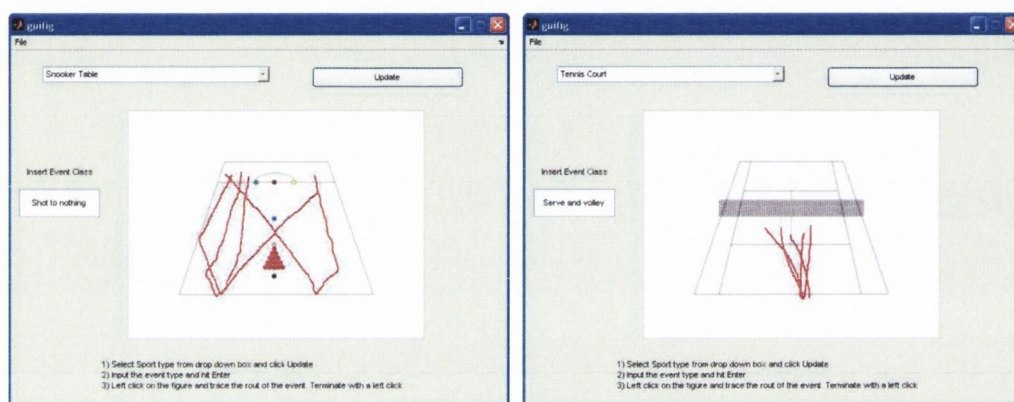 guifig
File
Snooker Table
Update
Insert Event Class
Shot to nothing
1) Select Sport type from drop down box and click Update
2) Input the event type and hit Enter
3) Left click on the figure and trace the rout of the event. Terminate with a left click
guifig
File
Tennis Court
Update
Insert Event Class
Serve and volley
1) Select Sport type from drop down box and click Update
2) Input the event type and hit Enter
3) Left click on the figure and trace the rout of the event. Terminate with a left click